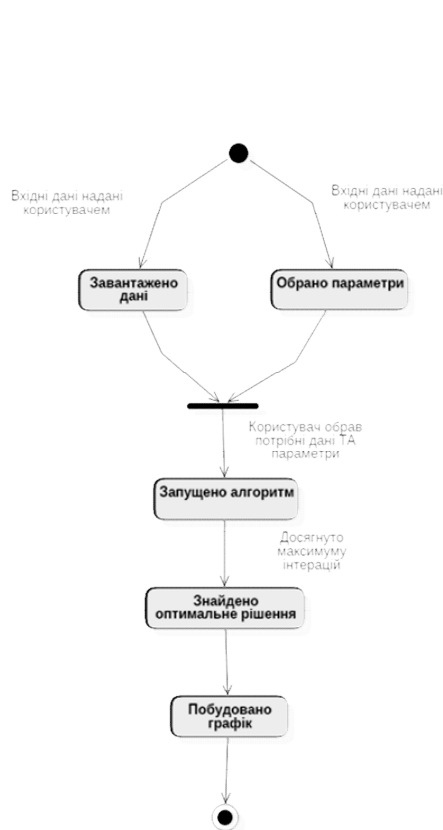 Вхідні дані надані
користувачем
Вхідні дані надані
користувачем
Завантажено
дані
Обрано параметри
Користувач обрав
потрібні дані ТА
параметри
Запущено алгоритм
Досягнуто
максимуму
інтерацій
Знайдено
оптимальне рішення
Побудовано
графік